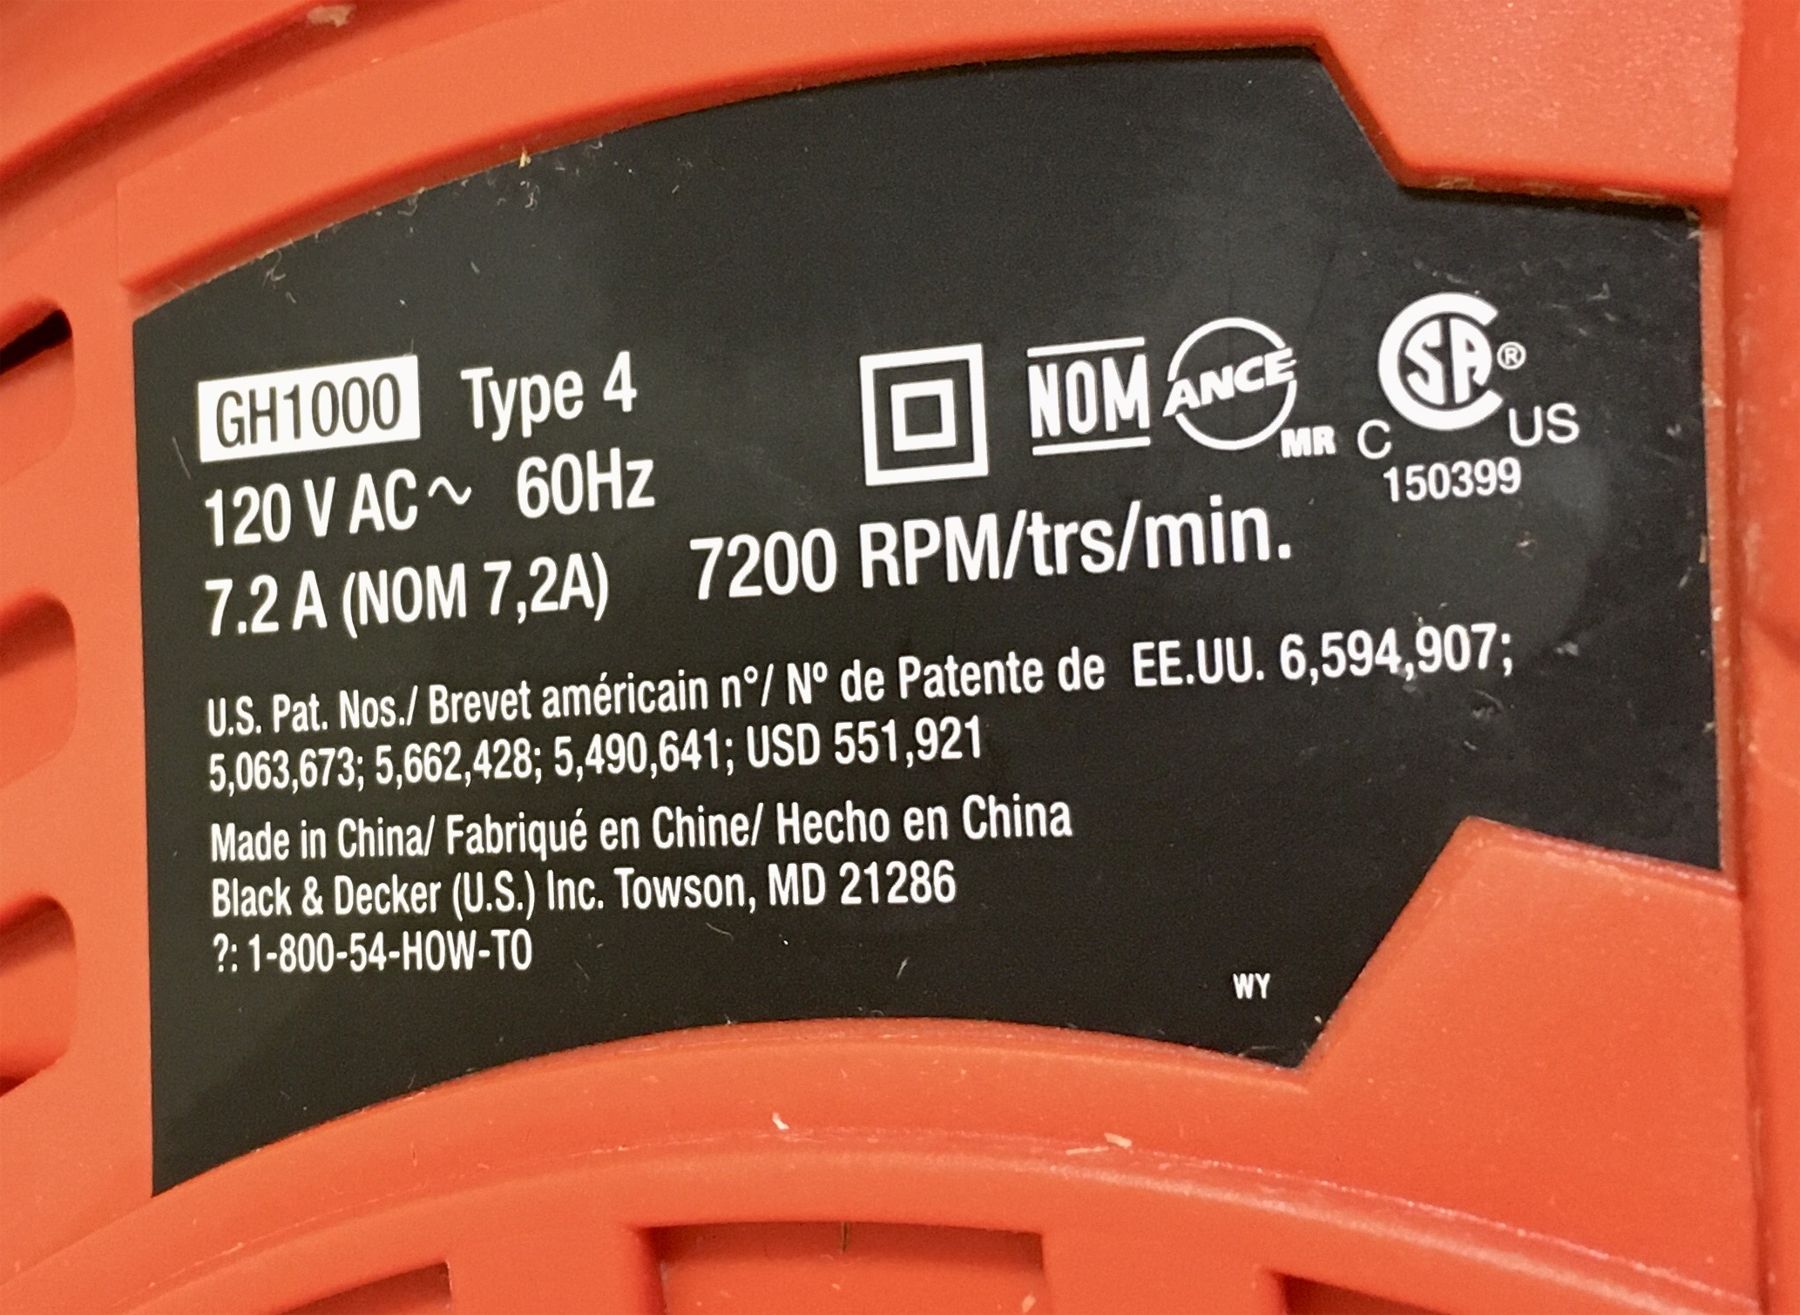 GH1000 Type 4
NOM ANCE MR C SA® US
150399
120 V AC ~ 60Hz
7.2 A (NOM 7,2A) 7200 RPM/trs/min.
U.S. Pat. Nos./ Brevet américain n°/ Nº de Patente de EE.UU. 6,594,907;
5,063,673; 5,662,428; 5,490,641; USD 551,921
Made in China/ Fabriqué en Chine/ Hecho en China
Black & Decker (U.S.) Inc. Towson, MD 21286
?: 1-800-54-HOW-TO
WY